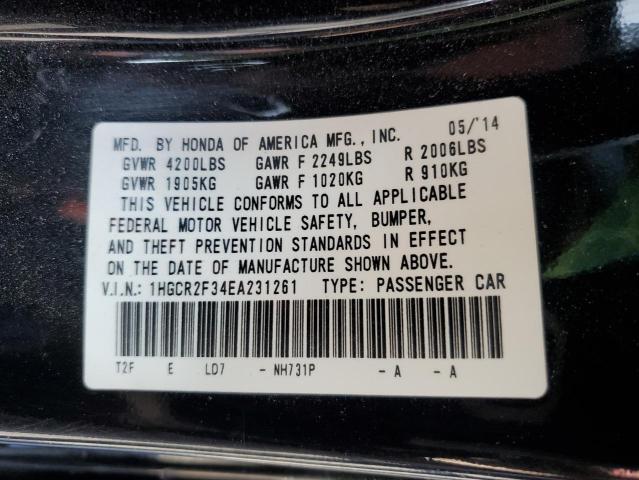 MFD. BY HONDA OF AMERICA MFG., INC. 05/'14
GVWR 4200LBS GAWR F 2249LBS R 2006LBS
GVWR 1905KG GAWR F 1020KG R 910KG
THIS VEHICLE CONFORMS TO ALL APPLICABLE
FEDERAL MOTOR VEHICLE SAFETY, BUMPER,
AND THEFT PREVENTION STANDARDS IN EFFECT
ON THE DATE OF MANUFACTURE SHOWN ABOVE.
V.I.N.: 1HGCR2F34EA231261 TYPE: PASSENGER CAR
T2F E LD7 - NH731P - A - A